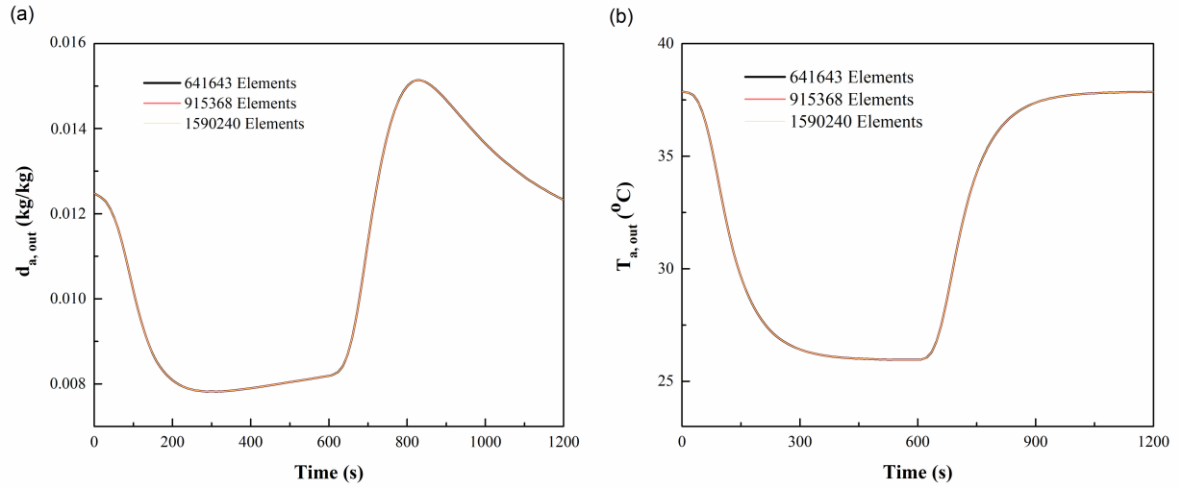 (a)
0.016
0.014
0.012
0.010
0.008
d_a, out (kg/kg)
641643 Elements
915368 Elements
1590240 Elements
0
200
400
600
800
1000
1200
Time (s)
(b)
40
35
30
25
T_a, out (°C)
641643 Elements
915368 Elements
1590240 Elements
0
300
600
900
1200
Time (s)